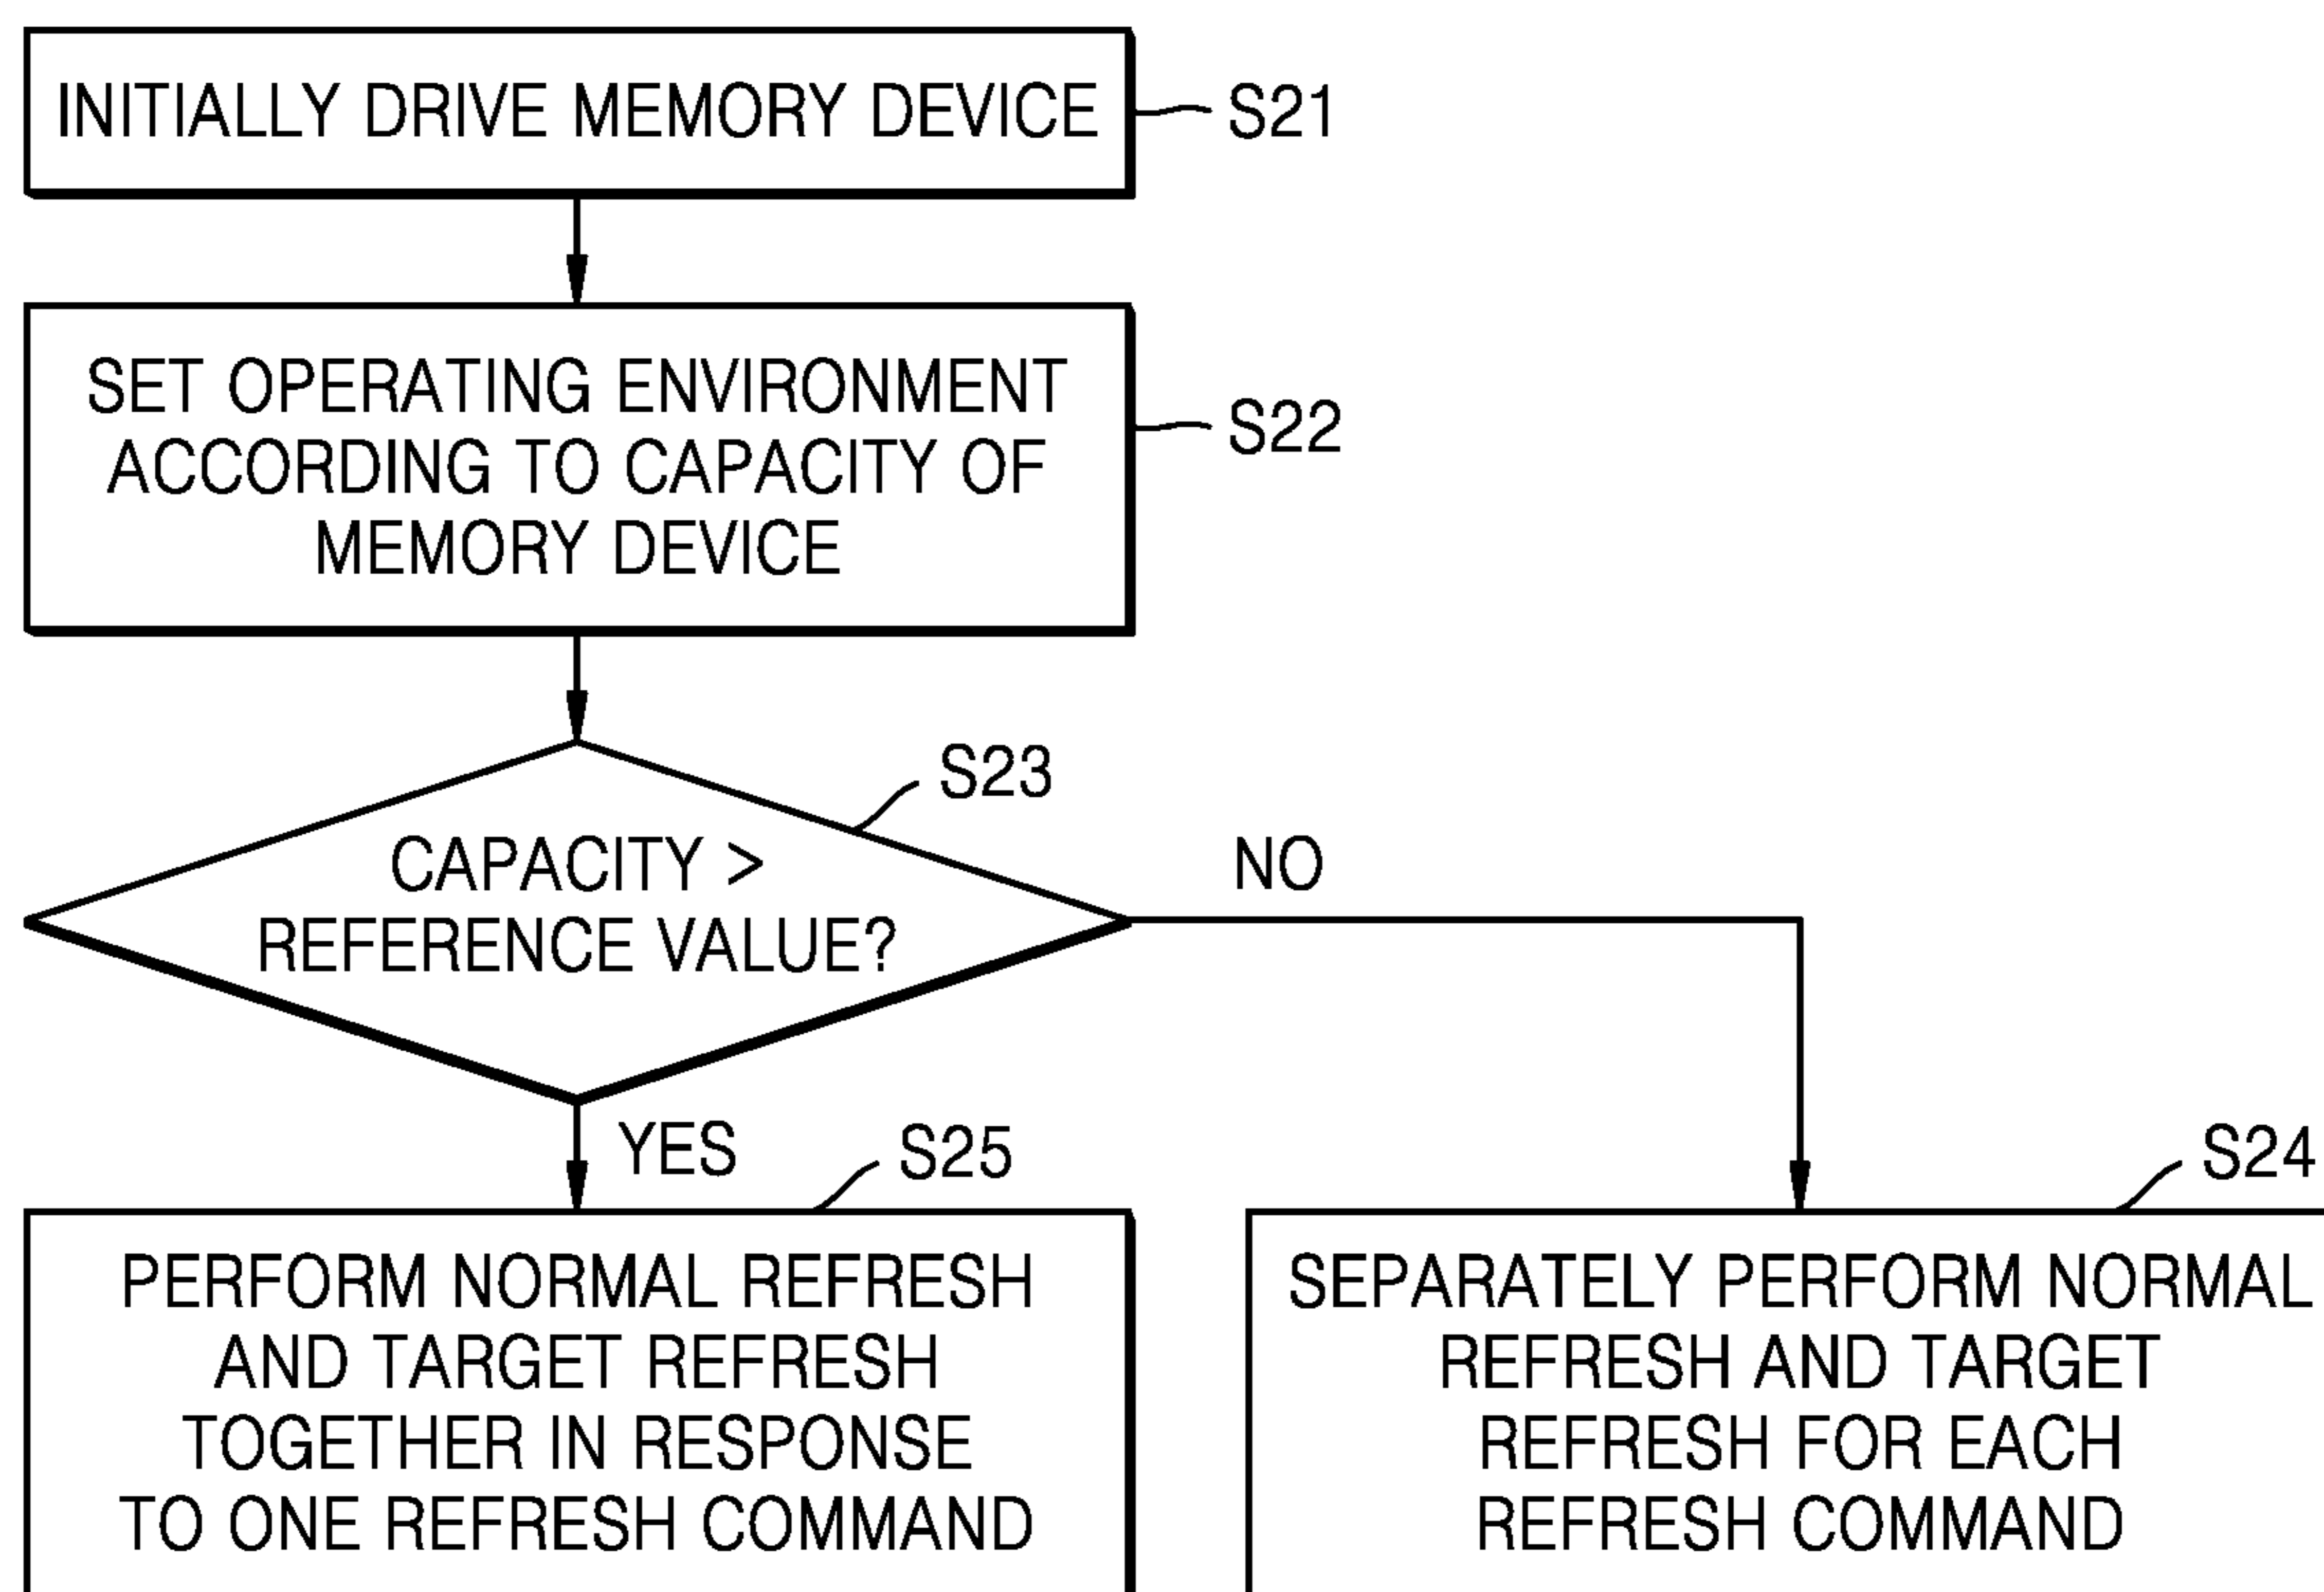 INITIALLY DRIVE MEMORY DEVICE
S21
SET OPERATING ENVIRONMENT
ACCORDING TO CAPACITY OF
MEMORY DEVICE
S22
S23
CAPACITY >
REFERENCE VALUE?
NO
YES
S25
PERFORM NORMAL REFRESH
AND TARGET REFRESH
TOGETHER IN RESPONSE
TO ONE REFRESH COMMAND
S24
SEPARATELY PERFORM NORMAL
REFRESH AND TARGET
REFRESH FOR EACH
REFRESH COMMAND